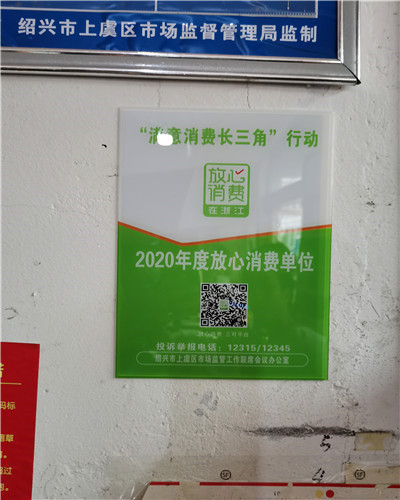 绍兴市上虞区市场监督管理局监制
“满意消费长三角”行动
放心
消费
在浙江
2020年度放心消费单位
投诉举报电话：12315/12345
绍兴市上虞区市场监管工作联席会议办公室
码标
。
过